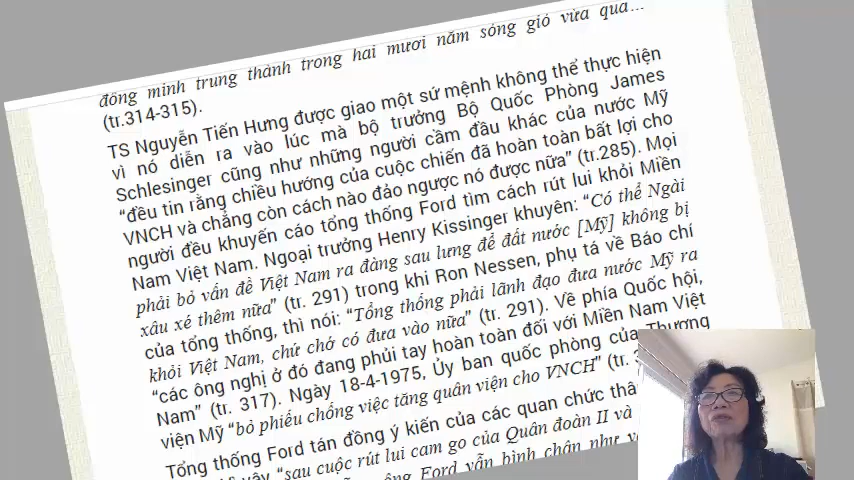 đồng minh trung thành trong hai mươi năm sóng gió vừa qua...
(tr.314-315).
TS Nguyễn Tiến Hưng được giao một sứ mệnh không thể thực hiện
vì nó diễn ra vào lúc mà bộ trưởng Bộ Quốc Phòng James
Schlesinger cũng như những người cầm đầu khác của nước Mỹ
“đều tin rằng chiều hướng của cuộc chiến đã hoàn toàn bất lợi cho
VNCH và chẳng còn cách nào đảo ngược nó được nữa” (tr.285). Mọi
người đều khuyến cáo tổng thống Ford tìm cách rút lui khỏi Miền
Nam Việt Nam. Ngoại trưởng Henry Kissinger khuyên: “Có thể Ngài
phải bỏ vấn đề Việt Nam ra đàng sau lưng để đất nước [Mỹ] không bị
xâu xé thêm nữa” (tr. 291) trong khi Ron Nessen, phụ tá về Báo chí
của tổng thống, thì nói: “Tổng thống phải lãnh đạo đưa nước Mỹ ra
khỏi Việt Nam, chứ chớ có đưa vào nữa” (tr. 291). Về phía Quốc hội,
“các ông nghị ở đó đang phủi tay hoàn toàn đối với Miền Nam Việt
Nam” (tr. 317). Ngày 18-4-1975, Ủy ban quốc phòng của Thượng
viện Mỹ “bỏ phiếu chống việc tăng quân viện cho VNCH” (tr.
Tổng thống Ford tán đồng ý kiến của các quan chức
vậy “sau cuộc rút lui cam go của Quân đoàn II và
ông Ford vẫn bình chân như